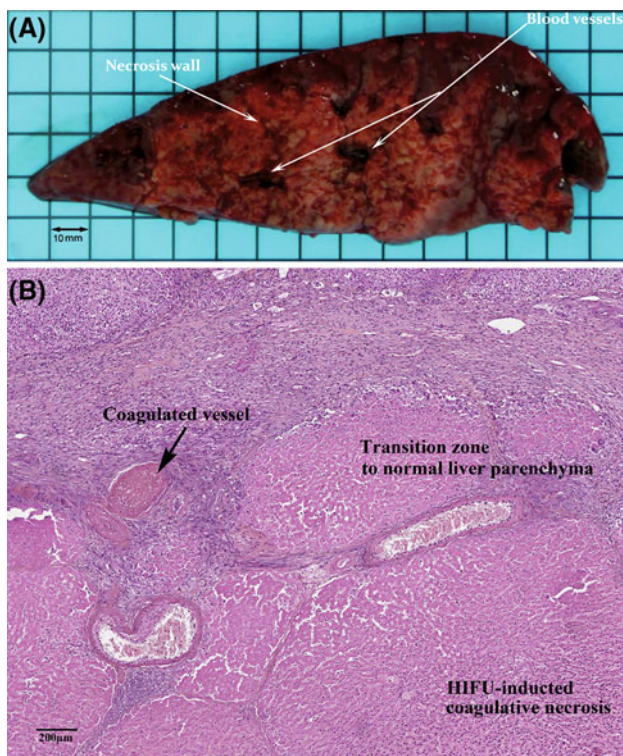 (A)
Blood vessels
Necrosis wall
10 mm
(B)
Coagulated vessel
Transition zone
to normal liver parenchyma
HIFU-inducted
coagulative necrosis
200µm